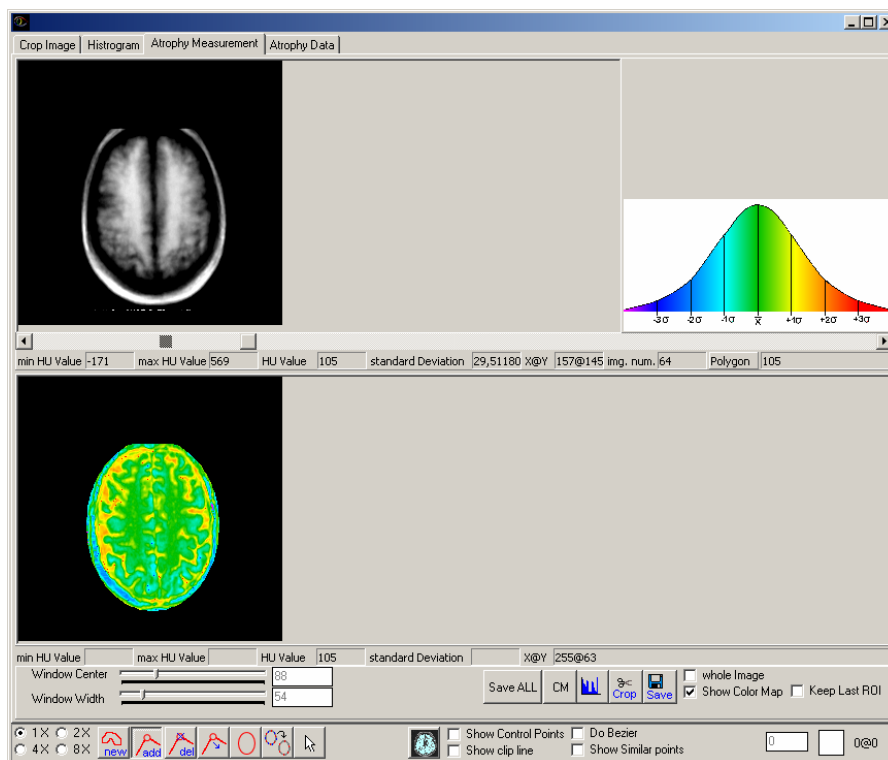 Crop Image Histrogram Atrophy Measurement Atrophy Data
-3σ -2σ -1σ X̄ +1σ +2σ +3σ
min HU Value -171 max HU Value 569 HU Value 105 standard Deviation 29,51180 X@Y 157@145 img. num. 64 Polygon 105
min HU Value max HU Value HU Value 105 standard Deviation X@Y 255@63
Window Center 88
Window Width 54
Save ALL CM Crop Save
whole Image
Show Color Map Keep Last ROI
1X 2X
4X 8X
new add del
Show Control Points Do Bezier
Show clip line Show Similar points
0 0@0